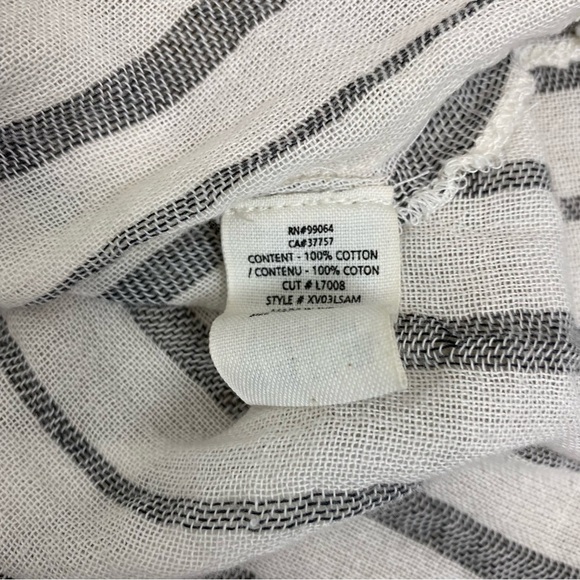 RN#99064
CA#37757
CONTENT - 100% COTTON
/ CONTENU - 100% COTON
CUT # L7008
STYLE # XV03LSAM